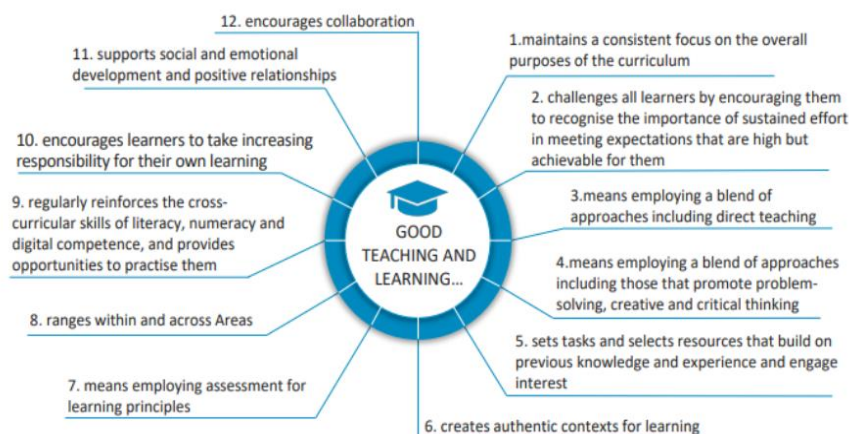 12. encourages collaboration
1.maintains a consistent focus on the overall
purposes of the curriculum
11. supports social and emotional
development and positive relationships
2. challenges all learners by encouraging them
to recognise the importance of sustained effort
in meeting expectations that are high but
achievable for them
10. encourages learners to take increasing
responsibility for their own learning
3.means employing a blend of
approaches including direct teaching
9. regularly reinforces the cross-
curricular skills of literacy, numeracy and
digital competence, and provides
opportunities to practise them
GOOD
TEACHING AND
LEARNING...
4.means employing a blend of approaches
including those that promote problem-
solving, creative and critical thinking
8. ranges within and across Areas
5. sets tasks and selects resources that build on
previous knowledge and experience and engage
interest
7. means employing assessment for
learning principles
6. creates authentic contexts for learning